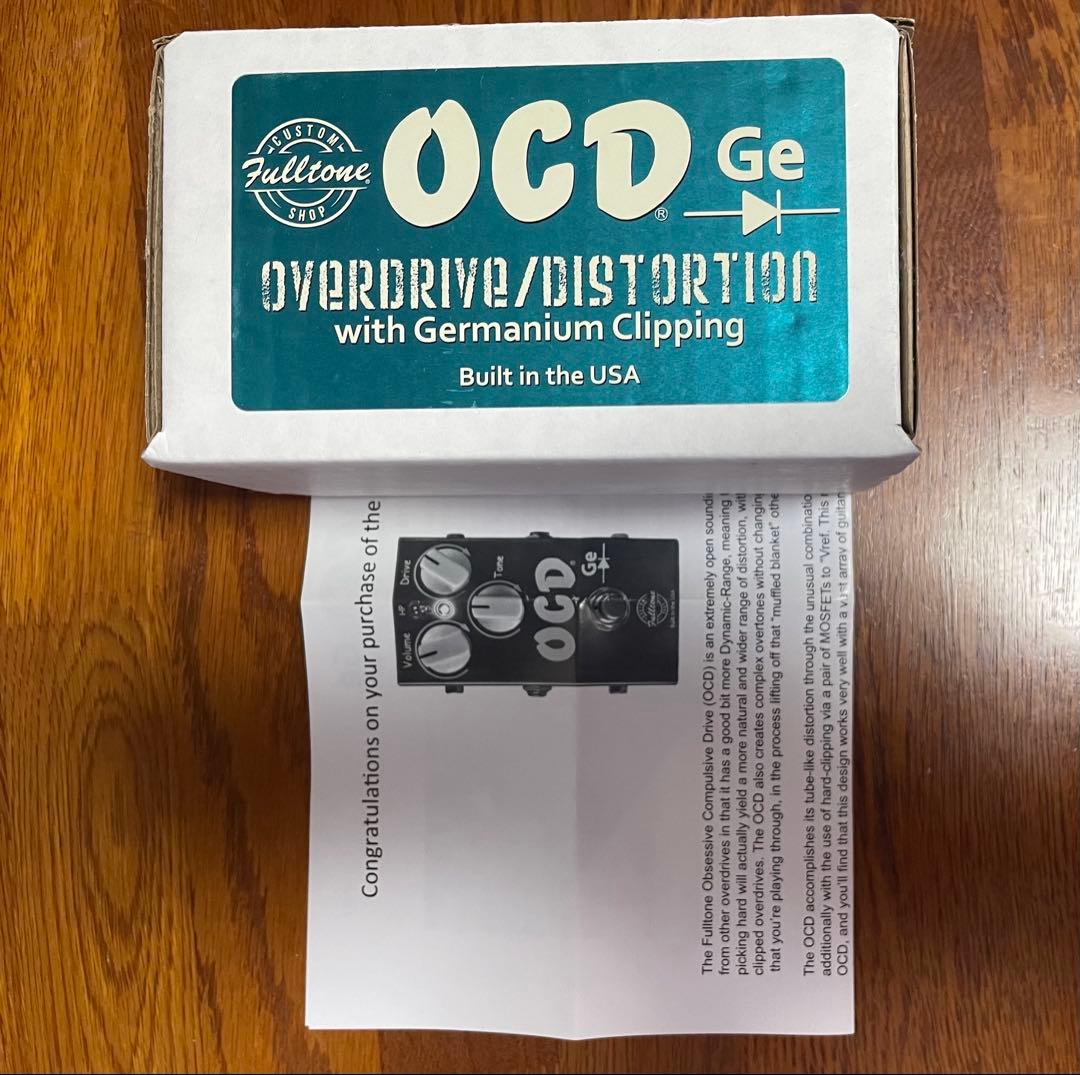 CUSTOM
Fulltone®
SHOP
OCD®
Ge
OVERDRIVE/DISTORTION
with Germanium Clipping
Built in the USA
Congratulations on your purchase of the
Volume
HP
Drive
Tone
OCD
Ge
Fulltone
The Fulltone Obsessive Compulsive Drive (OCD) is an extremely open soundi
from other overdrives in that it has a good bit more Dynamic-Range, meaning
picking hard will actually yield a more natural and wider range of distortion, wit
clipped overdrives. The OCD also creates complex overtones without changing
that you're playing through, in the process lifting off that "muffled blanket" othe
The OCD accomplishes its tube-like distortion through the unusual combinatio
additionally with the use of hard-clipping via a pair of MOSFETs to "Vref. This
OCD, and you'll find that this design works very well with a vast array of guitar